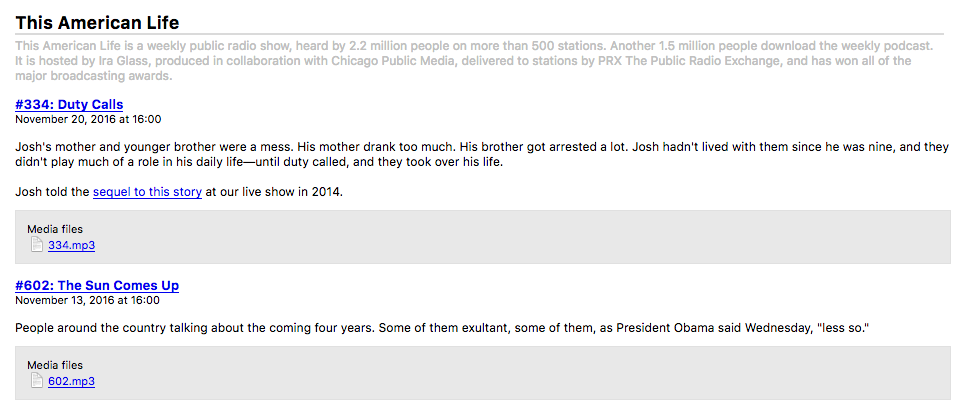 This American Life
This American Life is a weekly public radio show, heard by 2.2 million people on more than 500 stations. Another 1.5 million people download the weekly podcast.
It is hosted by Ira Glass, produced in collaboration with Chicago Public Media, delivered to stations by PRX The Public Radio Exchange, and has won all of the
major broadcasting awards.
#334: Duty Calls
November 20, 2016 at 16:00
Josh's mother and younger brother were a mess. His mother drank too much. His brother got arrested a lot. Josh hadn't lived with them since he was nine, and they
didn't play much of a role in his daily life—until duty called, and they took over his life.
Josh told the sequel to this story at our live show in 2014.
Media files
334.mp3
#602: The Sun Comes Up
November 13, 2016 at 16:00
People around the country talking about the coming four years. Some of them exultant, some of them, as President Obama said Wednesday, "less so."
Media files
602.mp3